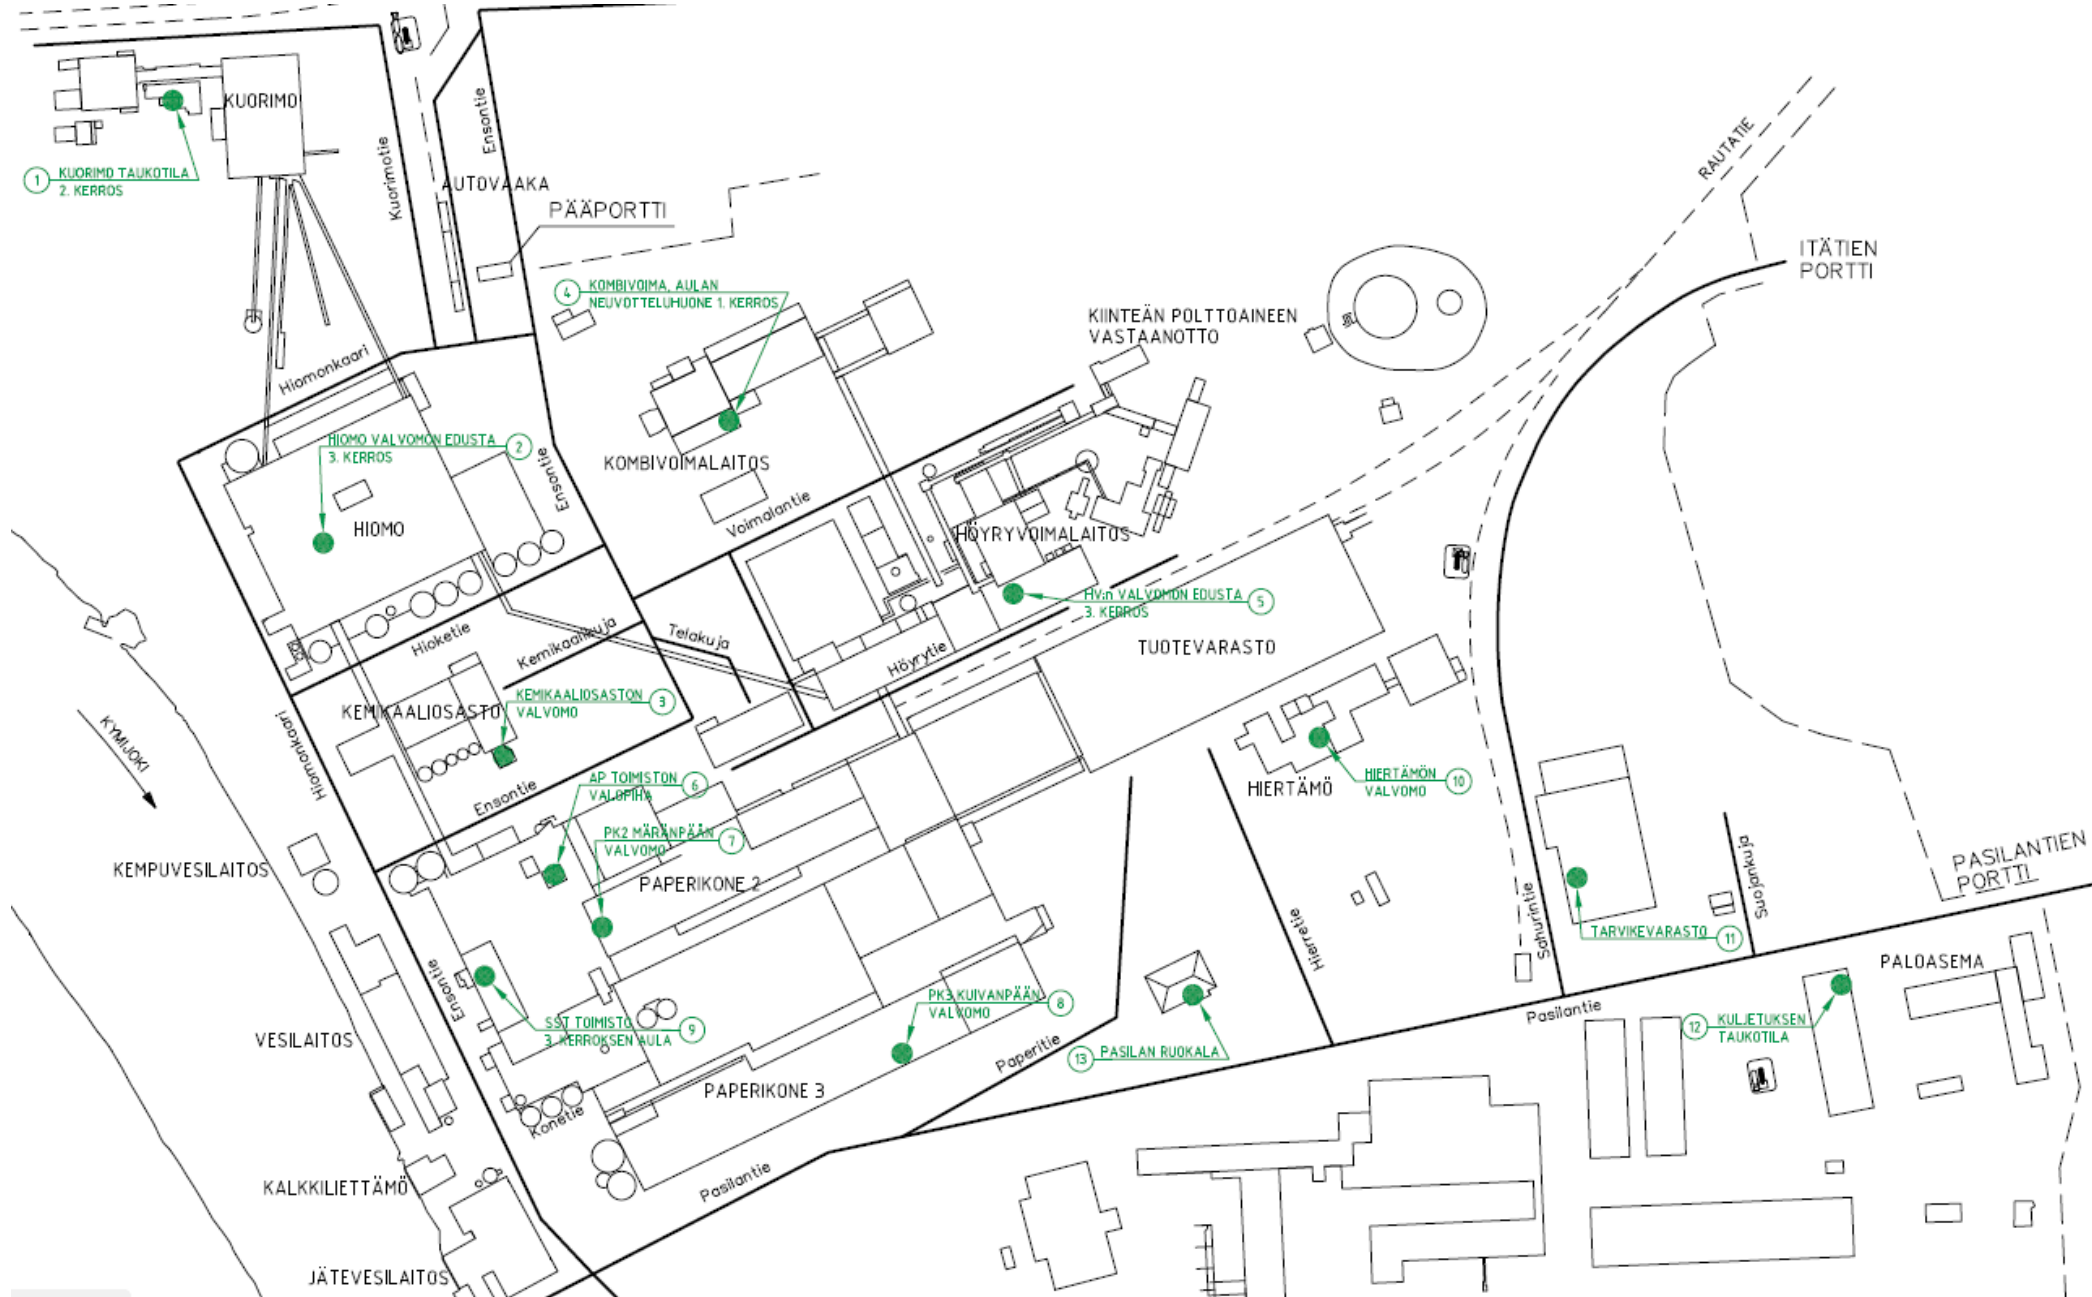 KUORIMO
1
KUORIMO TAUKOTILA
2. KERROS
Kuorimotie
Ensontie
AUTOVAAKA
PÄÄPORTTI
RAUTATIE
ITÄTIEN
PORTTI
4
KOMBIVOIMA, AULAN
NEUVOTTELUHUONE 1. KERROS
KIINTEÄN POLTTOAINEEN
VASTAANOTTO
Hiomonkaari
HIOMO VALVOMON EDUSTA
3. KERROS
2
HIOMO
Ensontie
KOMBIVOIMALAITOS
Voimalantie
HÖYRYVOIMALAITOS
HV:n VALVOMON EDUSTA
3. KERROS
5
Hioketie
Kemikaalikuja
Telakuja
Höyrytie
TUOTEVARASTO
KEMIKAALIOSASTO
KEMIKAALIOSASTON
VALVOMO
3
KYMIJOKI
Hiomonkaari
Ensontie
AP TOIMISTON
VALOPIHA
6
HIERTÄMÖ
HIERTÄMÖN
VALVOMO
10
PK2 MÄRÄNPÄÄN
VALVOMO
7
KEMPUVESILAITOS
PAPERIKONE 2
Suojankuja
PASILANTIEN
PORTTI
Hierretie
Sahurintie
TARVIKEVARASTO
11
PALOASEMA
Ensontie
VESILAITOS
SST TOIMISTO
3. KERROKSEN AULA
9
PK3 KUIVANPÄÄN
VALVOMO
8
Paperitie
13
PASILAN RUOKALA
Pasilantie
12
KULJETUKSEN
TAUKOTILA
PAPERIKONE 3
Konetie
KALKKILIETTÄMÖ
Pasilantie
JÄTEVESILAITOS